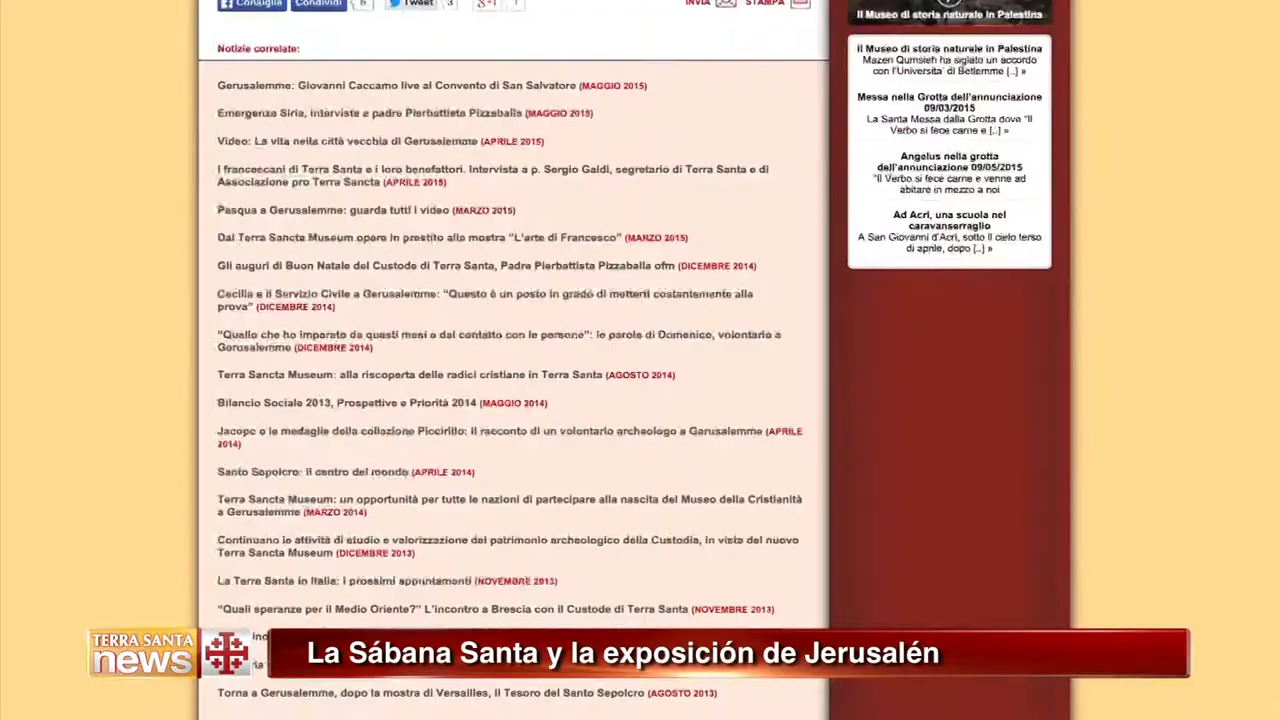 Consiglia Condividi 6 Tweet 3 g+1 1
INVIA STAMPA
Notizie correlate:
Gerusalemme: Giovanni Caccamo live al Convento di San Salvatore (MAGGIO 2015)
Emergenza Siria, intervista a padre Pierbattista Pizzaballa (MAGGIO 2015)
Video: La vita nella città vecchia di Gerusalemme (APRILE 2015)
I francescani di Terra Santa e i loro benefattori. Intervista a p. Sergio Galdi, segretario di Terra Santa e di
Associazione pro Terra Sancta (APRILE 2015)
Pasqua a Gerusalemme: guarda tutti i video (MARZO 2015)
Dal Terra Sancta Museum opere in prestito alla mostra "L'arte di Francesco" (MARZO 2015)
Gli auguri di Buon Natale del Custode di Terra Santa, Padre Pierbattista Pizzaballa ofm (DICEMBRE 2014)
Cecilia e il Servizio Civile a Gerusalemme: "Questo è un posto in grado di metterti costantemente alla
prova" (DICEMBRE 2014)
"Quello che ho imparato da questi mesi e dal contatto con le persone": le parole di Domenico, volontario a
Gerusalemme (DICEMBRE 2014)
Terra Sancta Museum: alla riscoperta delle radici cristiane in Terra Santa (AGOSTO 2014)
Bilancio Sociale 2013, Prospettive e Priorità 2014 (MAGGIO 2014)
Jacopo e le medaglie della collezione Piccirillo: il racconto di un volontario archeologo a Gerusalemme (APRILE
2014)
Santo Sepolcro: il centro del mondo (APRILE 2014)
Terra Sancta Museum: un opportunità per tutte le nazioni di partecipare alla nascita del Museo della Cristianità
a Gerusalemme (MARZO 2014)
Continuano le attività di studio e valorizzazione del patrimonio archeologico della Custodia, in vista del nuovo
Terra Sancta Museum (DICEMBRE 2013)
La Terra Santa in Italia: i prossimi appuntamenti (NOVEMBRE 2013)
"Quali speranze per il Medio Oriente?" L'incontro a Brescia con il Custode di Terra Santa (NOVEMBRE 2013)
Torna a Gerusalemme, dopo la mostra di Versailles, il Tesoro del Santo Sepolcro (AGOSTO 2013)
Il Museo di storia naturale in Palestina
Il Museo di storia naturale in Palestina
Mazen Qumsieh ha siglato un accordo
con l'Universita' di Betlemme [..] »
Messa nella Grotta dell'annunciazione
09/03/2015
La Santa Messa dalla Grotta dove "Il
Verbo si fece carne e [..] »
Angelus nella grotta
dell'annunciazione 09/05/2015
"Il Verbo si fece carne e venne ad
abitare in mezzo a noi
Ad Acri, una scuola nel
caravanserraglio
A San Giovanni d'Acri, sotto il cielo terso
di aprile, dopo [..] »
TERRA SANTA
news
La Sábana Santa y la exposición de Jerusalén